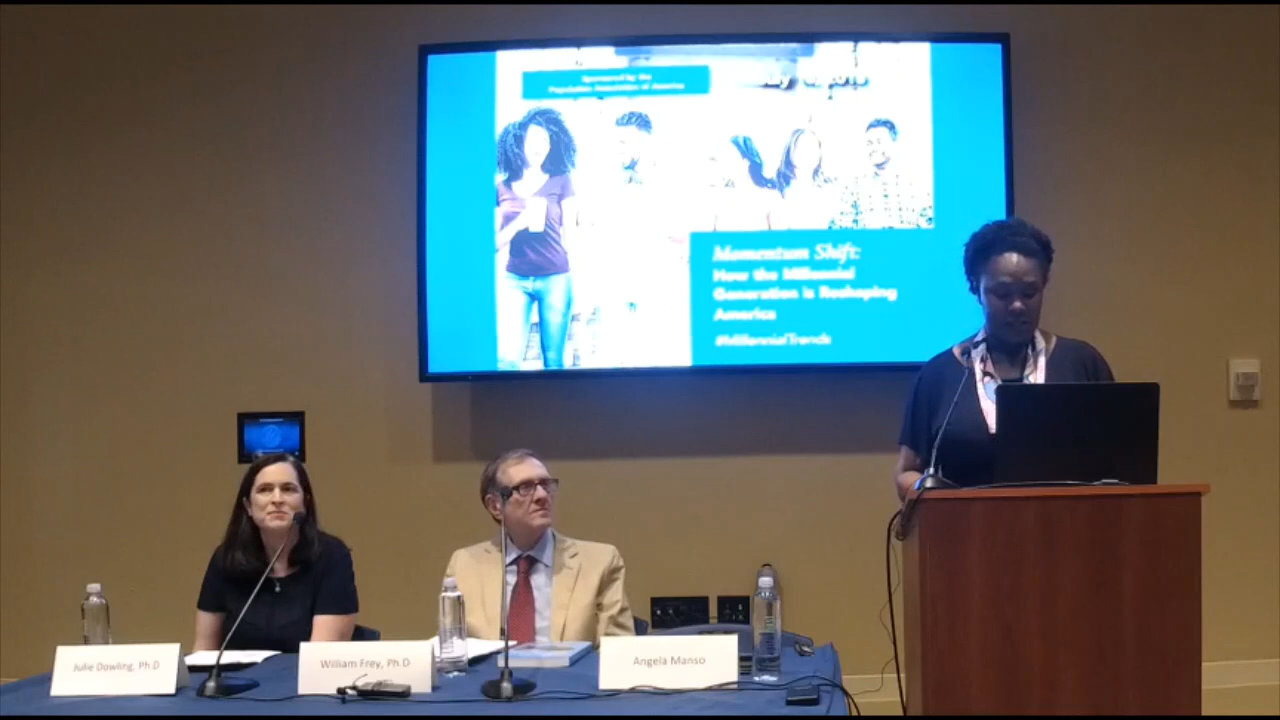 Sponsored by the
Population Association of America
Momentum Shift:
How the Millennial
Generation is Reshaping
America
#MillennialTrends
Julie Dowling, Ph.D
William Frey, Ph.D
Angela Manso